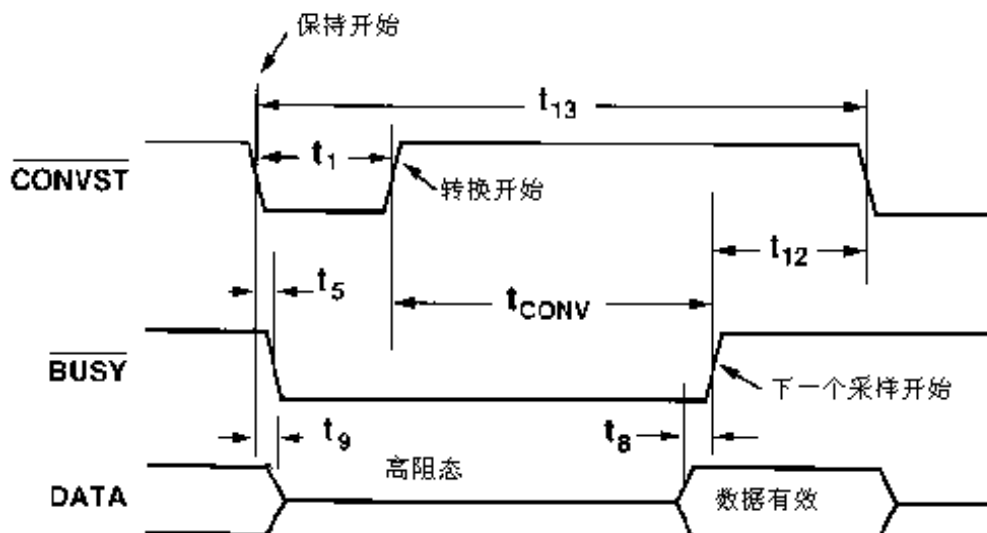 保持开始
t13
t1
CONVST
转换开始
t12
t5
tCONV
BUSY
下一个采样开始
t9
t8
高阻态
DATA
数据有效